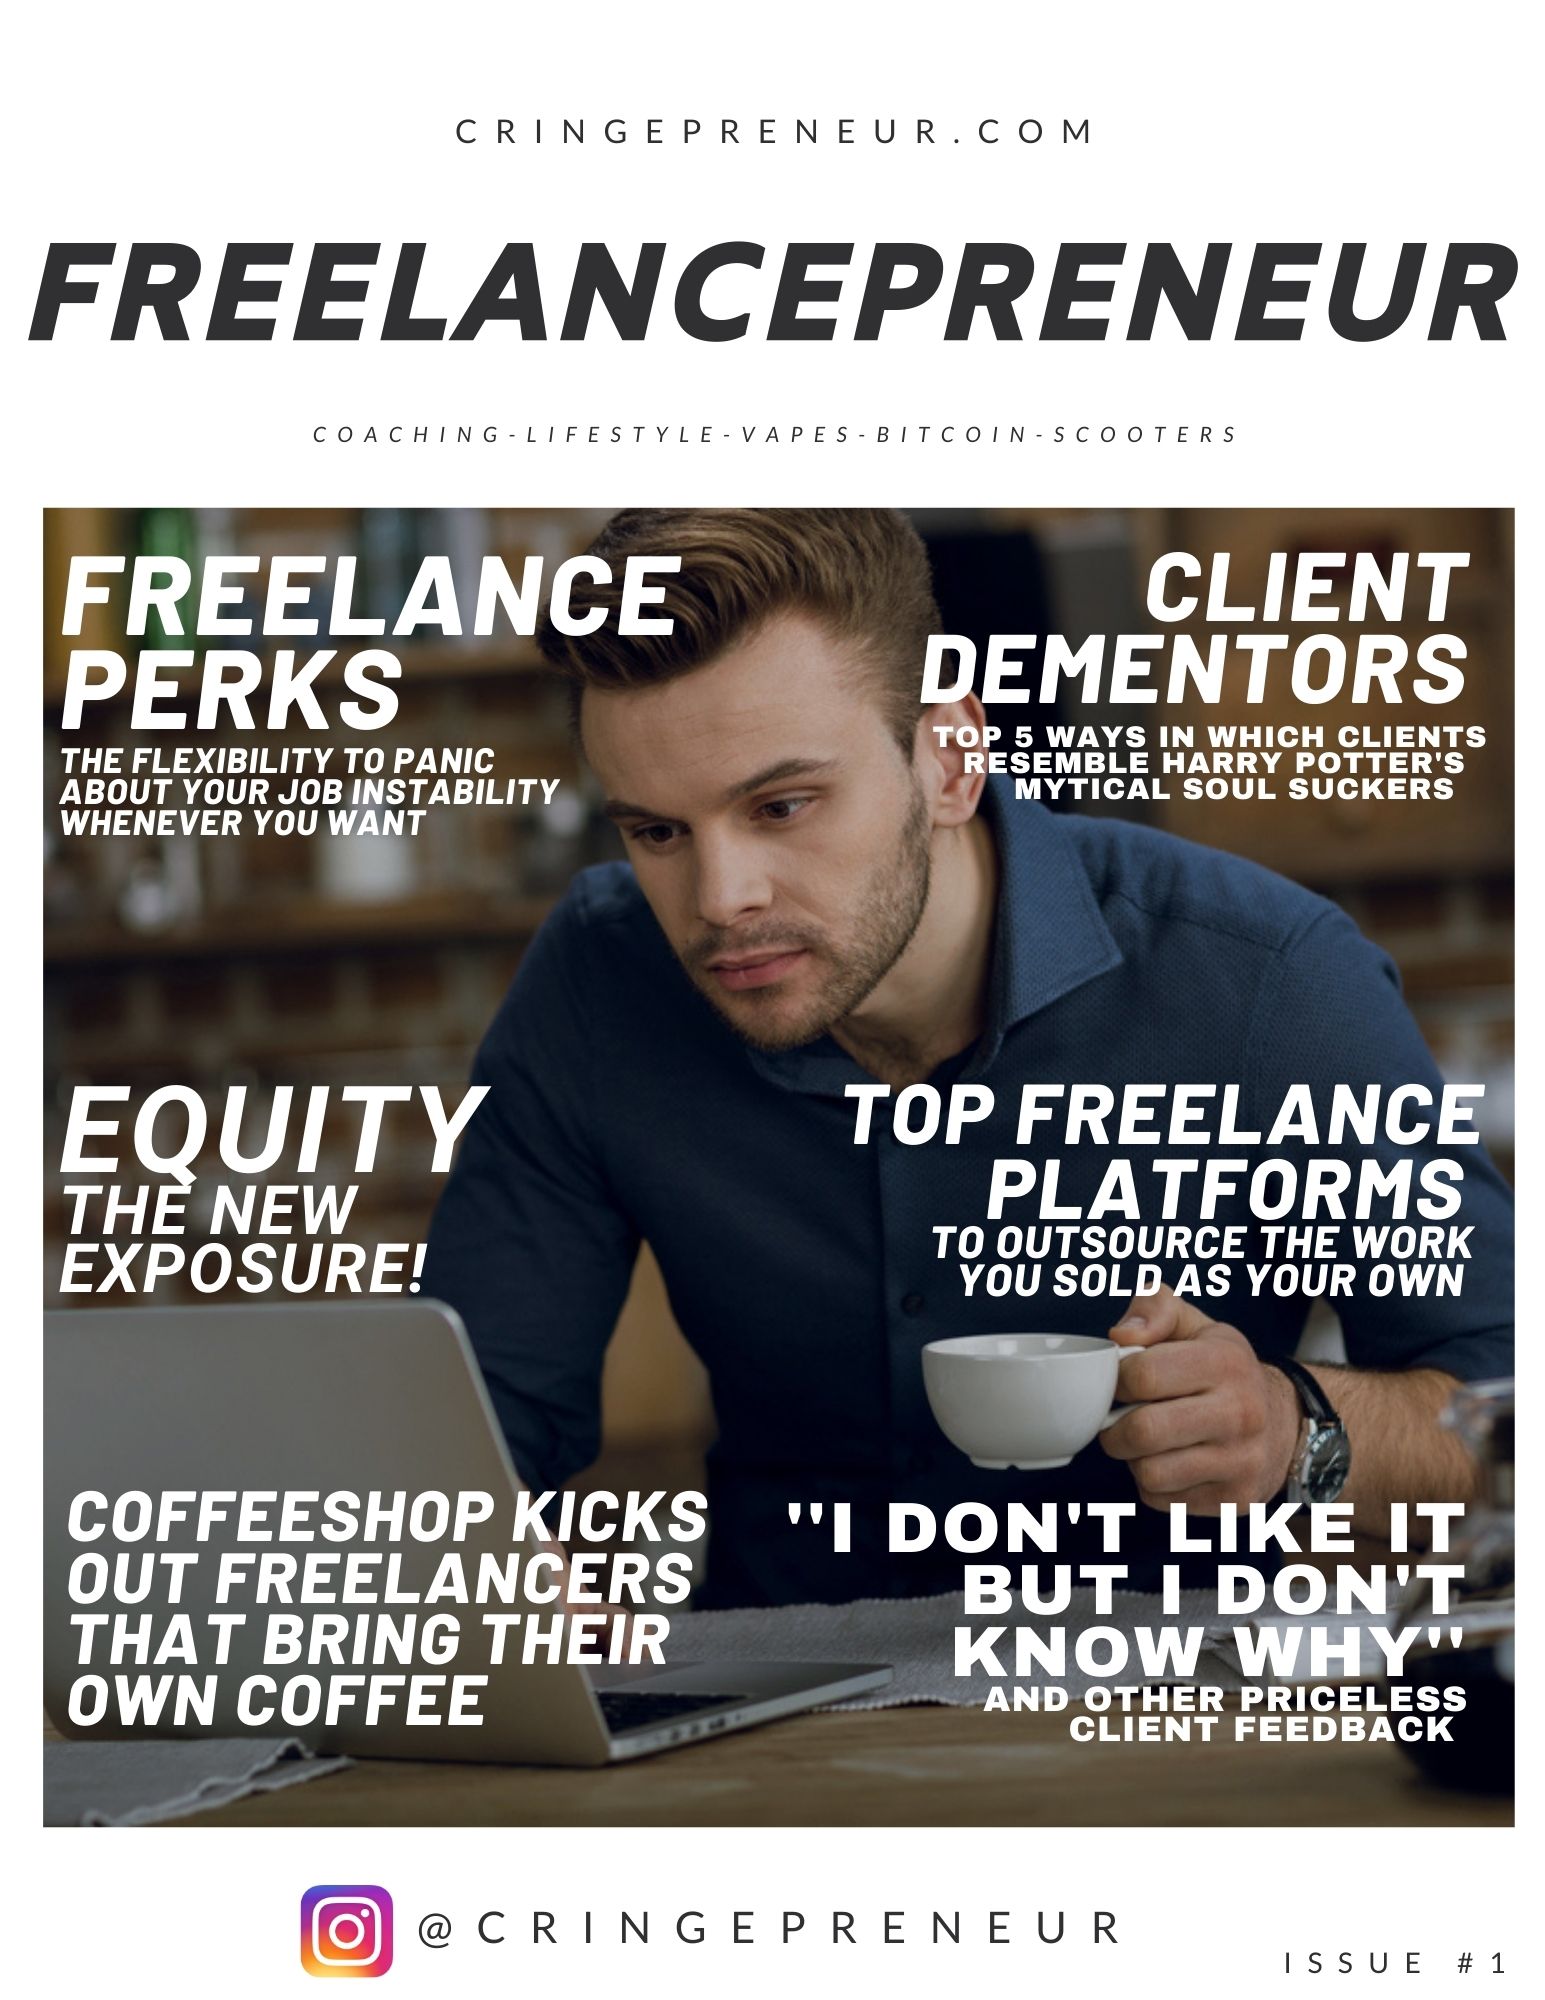 CRINGEPRENEUR.COM
FREELANCEPRENEUR
COACHING-LIFESTYLE-VAPES-BITCOIN-SCOOTERS
FREELANCE
PERKS
THE FLEXIBILITY TO PANIC
ABOUT YOUR JOB INSTABILITY
WHENEVER YOU WANT
CLIENT
DEMENTORS
TOP 5 WAYS IN WHICH CLIENTS
RESEMBLE HARRY POTTER'S
MYTICAL SOUL SUCKERS
EQUITY
THE NEW
EXPOSURE!
TOP FREELANCE
PLATFORMS
TO OUTSOURCE THE WORK
YOU SOLD AS YOUR OWN
COFFEESHOP KICKS
OUT FREELANCERS
THAT BRING THEIR
OWN COFFEE
"I DON'T LIKE IT
BUT I DON'T
KNOW WHY"
AND OTHER PRICELESS
CLIENT FEEDBACK
@CRINGEPRENEUR
ISSUE #1